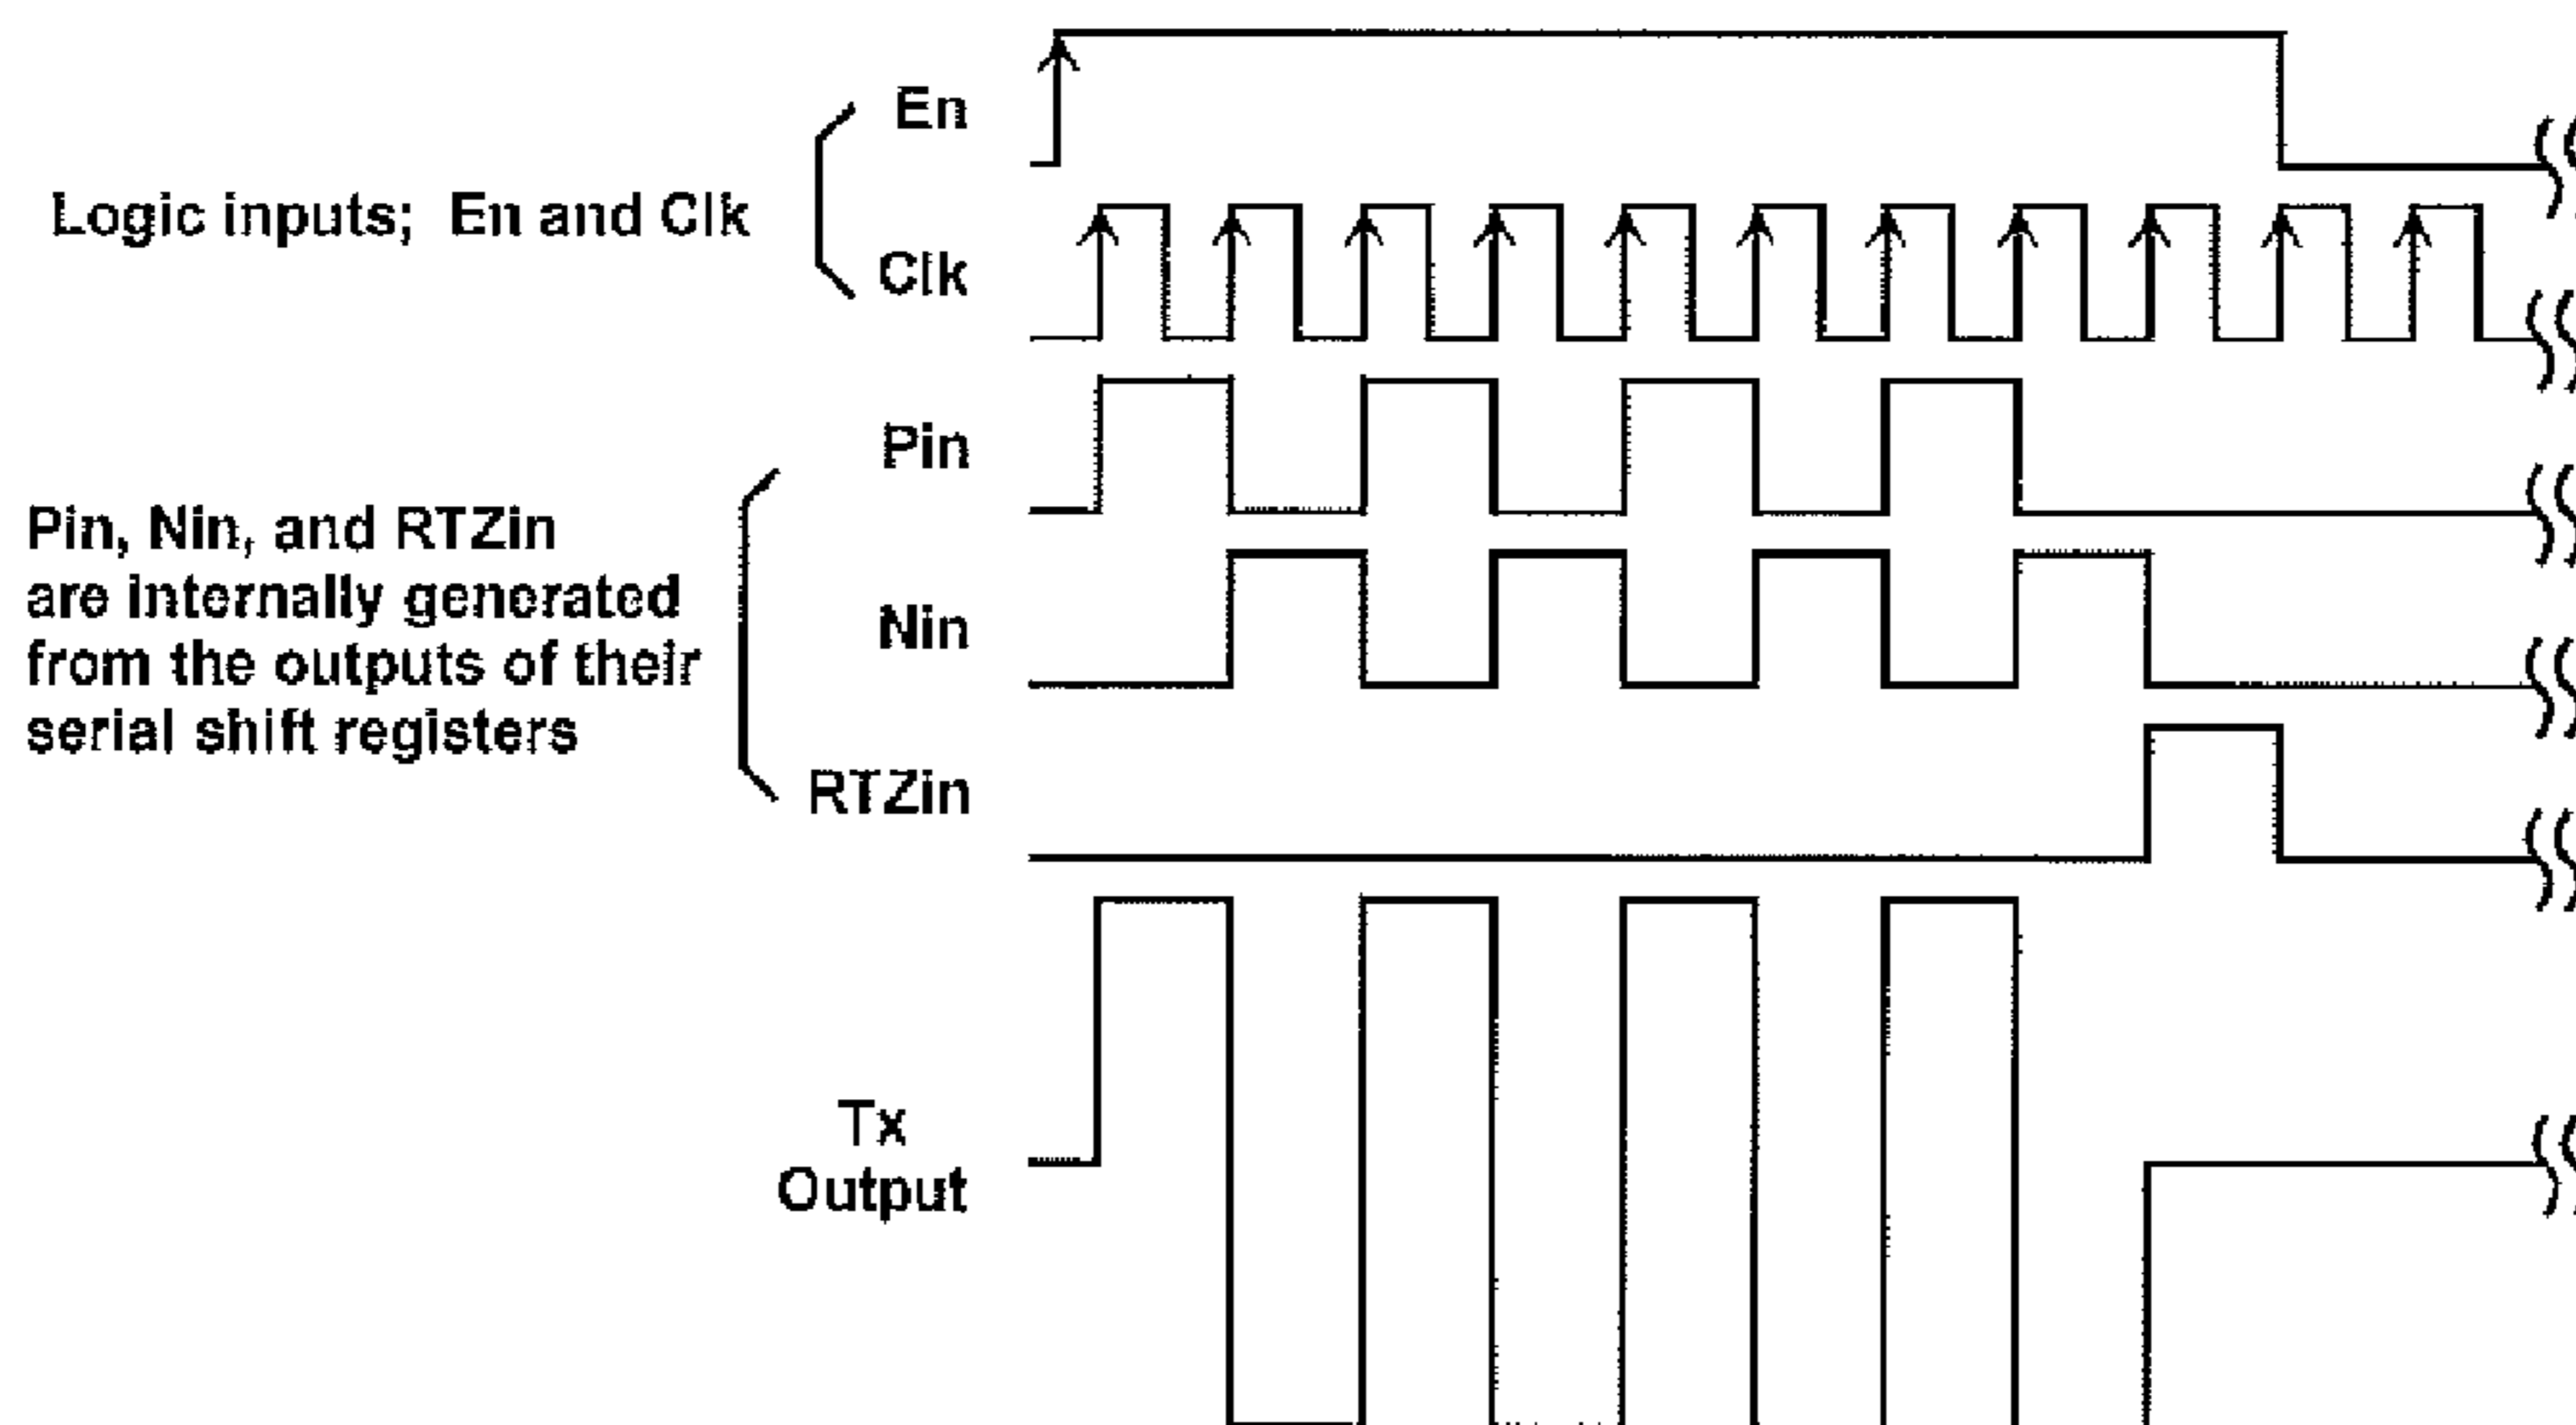 En
Logic inputs; En and Clk
Clk
Pin
Pin, Nin, and RTZin
are internally generated
from the outputs of their
serial shift registers
Nin
RTZin
Tx
Output